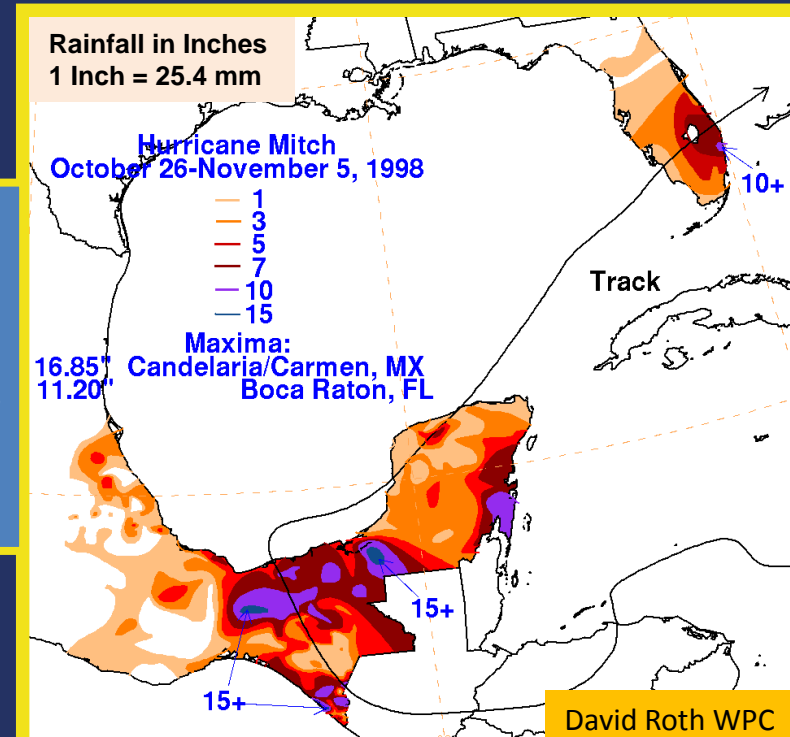 Rainfall in Inches
1 Inch = 25.4 mm
Hurricane Mitch
October 26-November 5, 1998
1
3
5
7
10
15
Maxima:
16.85" Candelaria/Carmen, MX
11.20" Boca Raton, FL
10+
Track
15+
15+
David Roth WPC